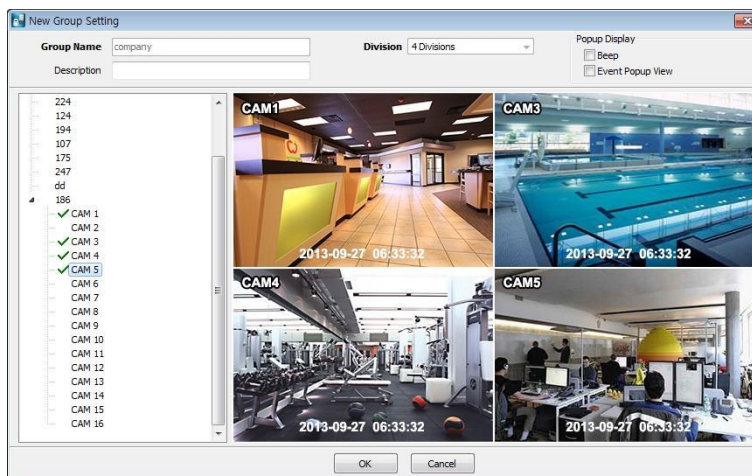 New Group Setting
Group Name company Division 4 Divisions
Description
Popup Display
Beep
Event Popup View
224
124
194
107
175
247
dd
186
CAM 1
CAM 2
CAM 3
CAM 4
CAM 5
CAM 6
CAM 7
CAM 8
CAM 9
CAM 10
CAM 11
CAM 12
CAM 13
CAM 14
CAM 15
CAM 16
CAM1
2013-09-27 06:33:32
CAM3
2013-09-27 06:33:32
CAM4
2013-09-27 06:33:32
CAM5
2013-09-27 06:33:32
OK Cancel